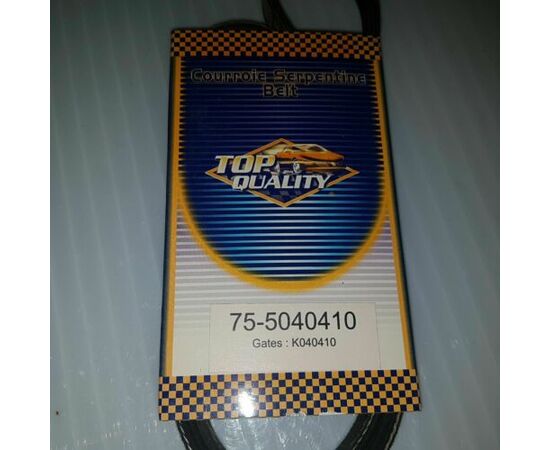 Courroie Serpentine
Belt
TOP
QUALITY
75-5040410
Gates : K040410